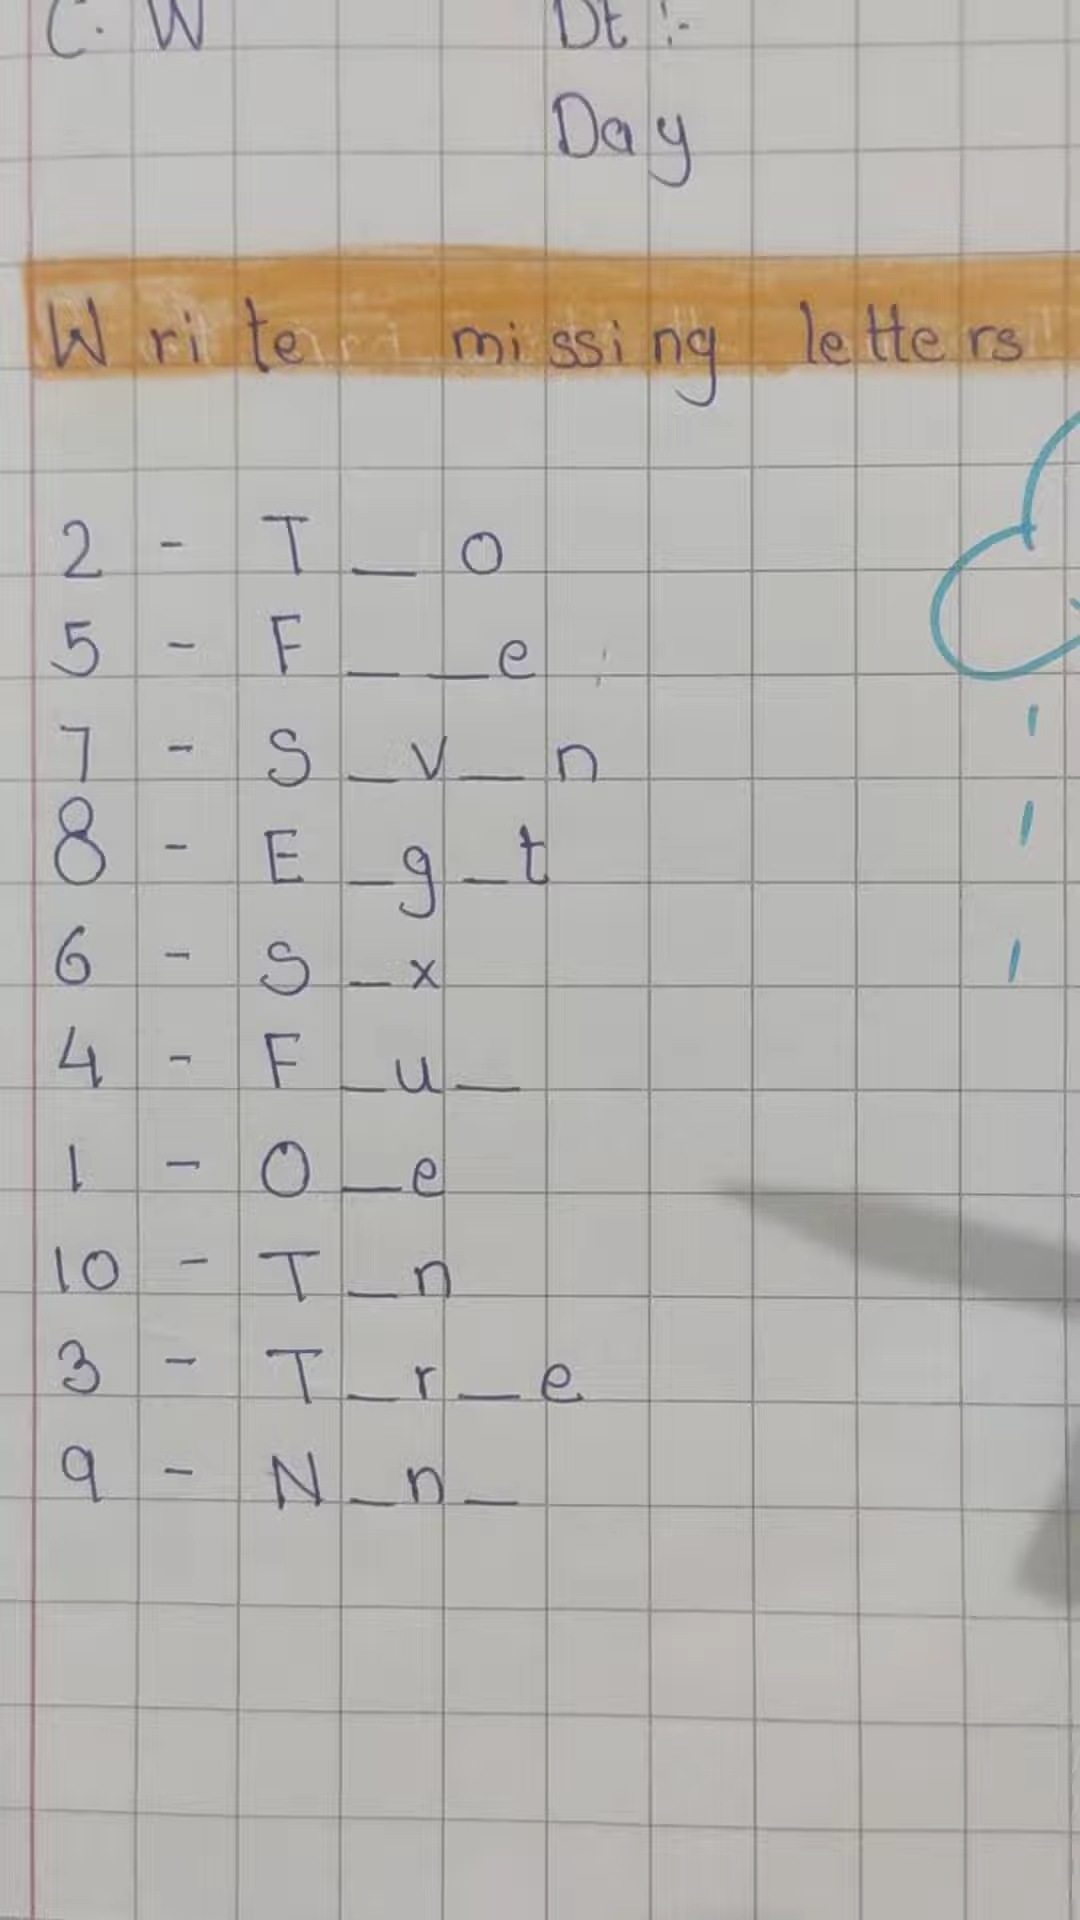 C. W Dt :-
Day
Write missing letters
2 - T _ o
5 - F _ _ e
7 - S _ v _ n
8 - E _ g _ t
6 - S _ x
4 - F _ u _
1 - O _ e
10 - T _ n
3 - T _ r _ e
9 - N _ n _